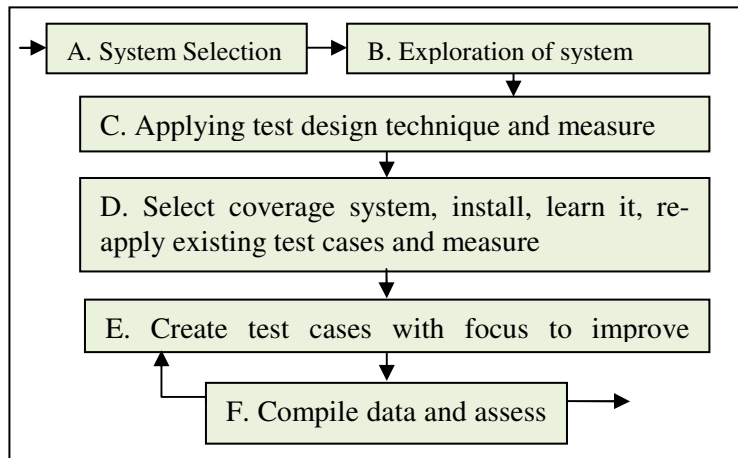 A. System Selection
B. Exploration of system
C. Applying test design technique and measure
D. Select coverage system, install, learn it, re-
apply existing test cases and measure
E. Create test cases with focus to improve
F. Compile data and assess